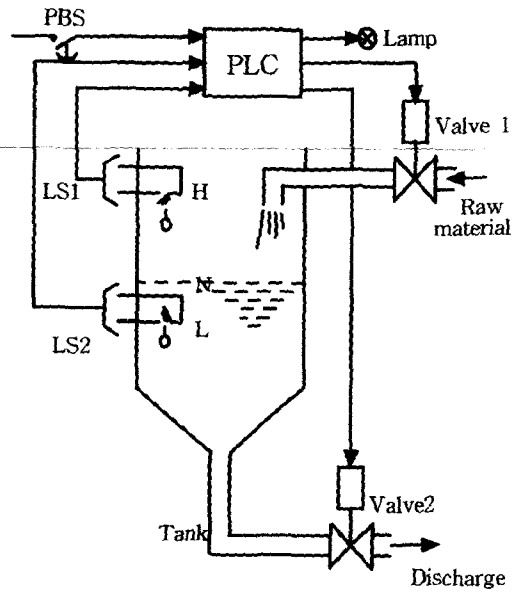 PBS
PLC
Lamp
Valve 1
LS1
H
Raw
material
N
LS2
L
Valve2
Tank
Discharge